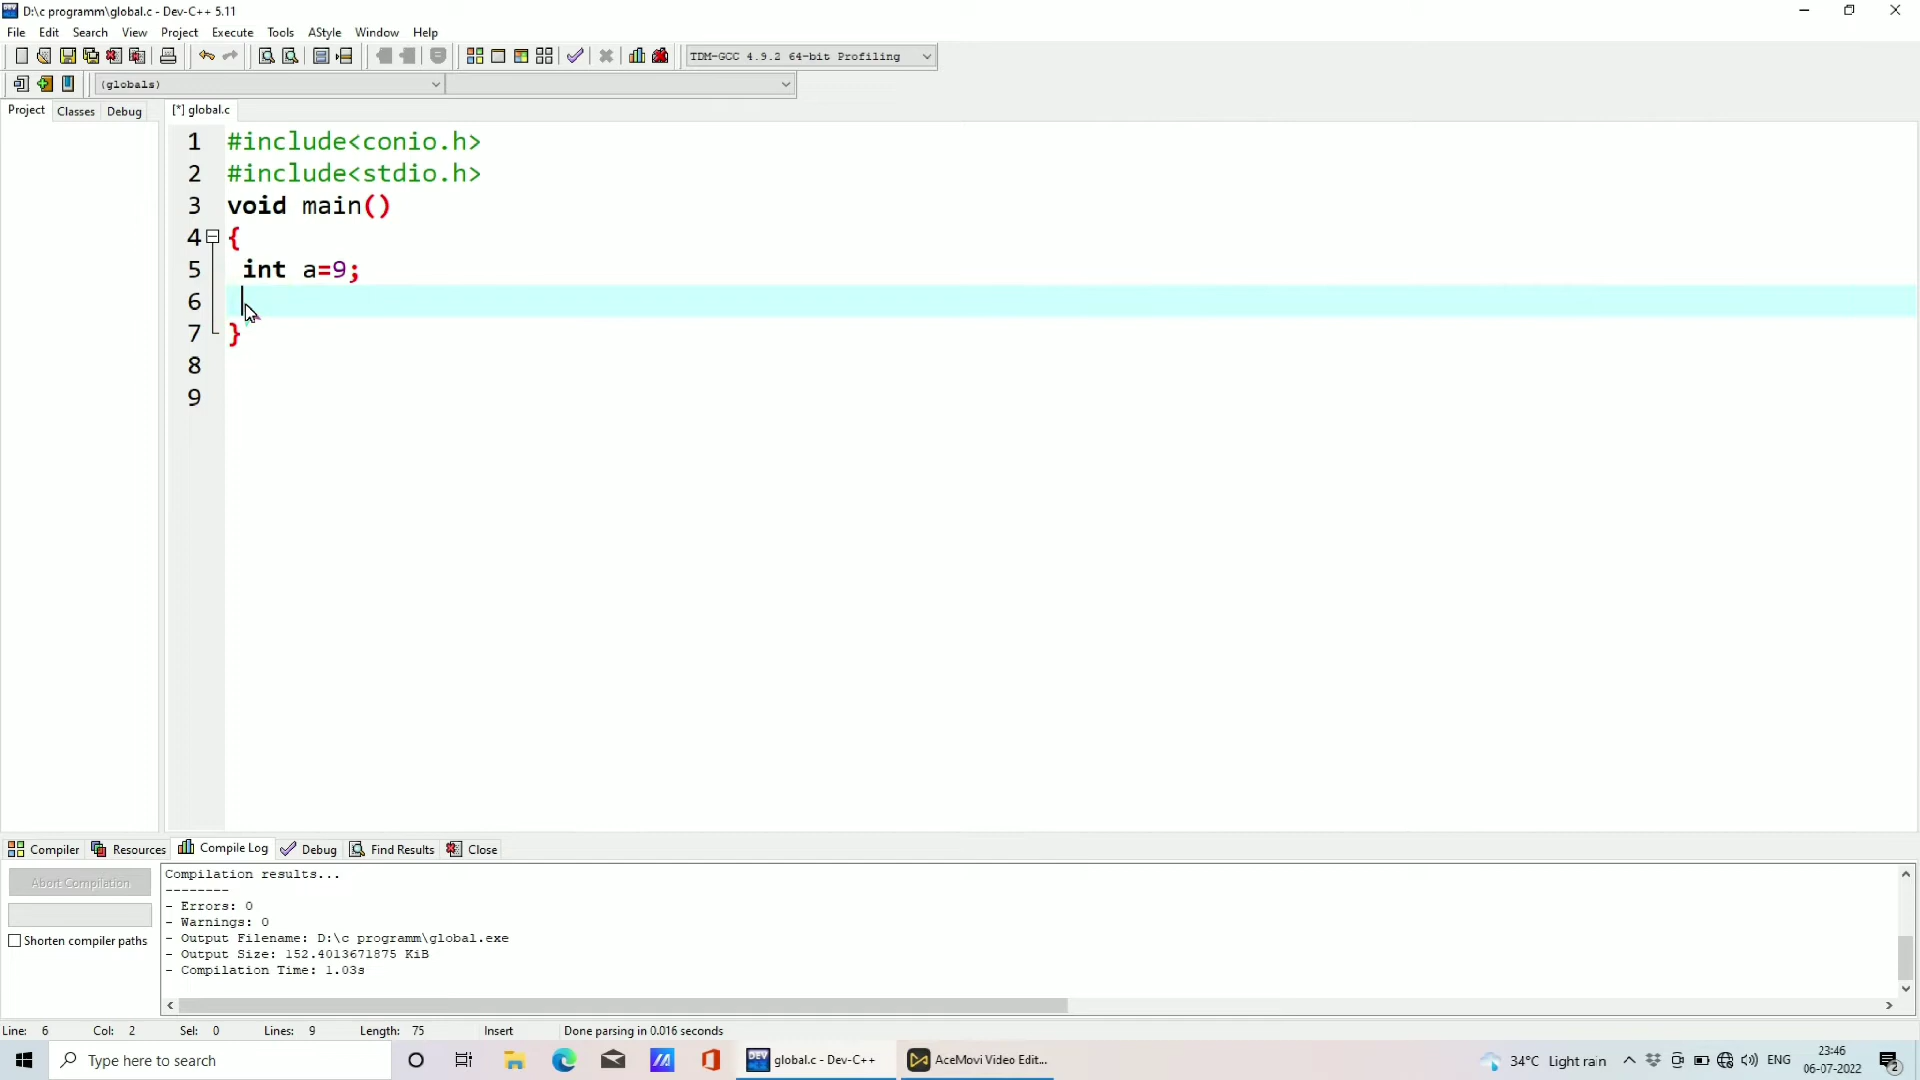 D:\c programm\global.c - Dev-C++ 5.11
File Edit Search View Project Execute Tools AStyle Window Help
TDM-GCC 4.9.2 64-bit Profiling
(globals)
Project Classes Debug [*] global.c
1 #include<conio.h>
2 #include<stdio.h>
3 void main()
4 {
5 int a=9;
6
7 }
8
9
Compiler Resources Compile Log Debug Find Results Close
Abort Compilation
Shorten compiler paths
Compilation results...
--------
- Errors: 0
- Warnings: 0
- Output Filename: D:\c programm\global.exe
- Output Size: 152.4013671875 KiB
- Compilation Time: 1.03s
Line: 6 Col: 2 Sel: 0 Lines: 9 Length: 75 Insert Done parsing in 0.016 seconds
Type here to search
DEV global.c - Dev-C++
AceMovi Video Edit...
34°C Light rain
ENG
23:46
06-07-2022
2